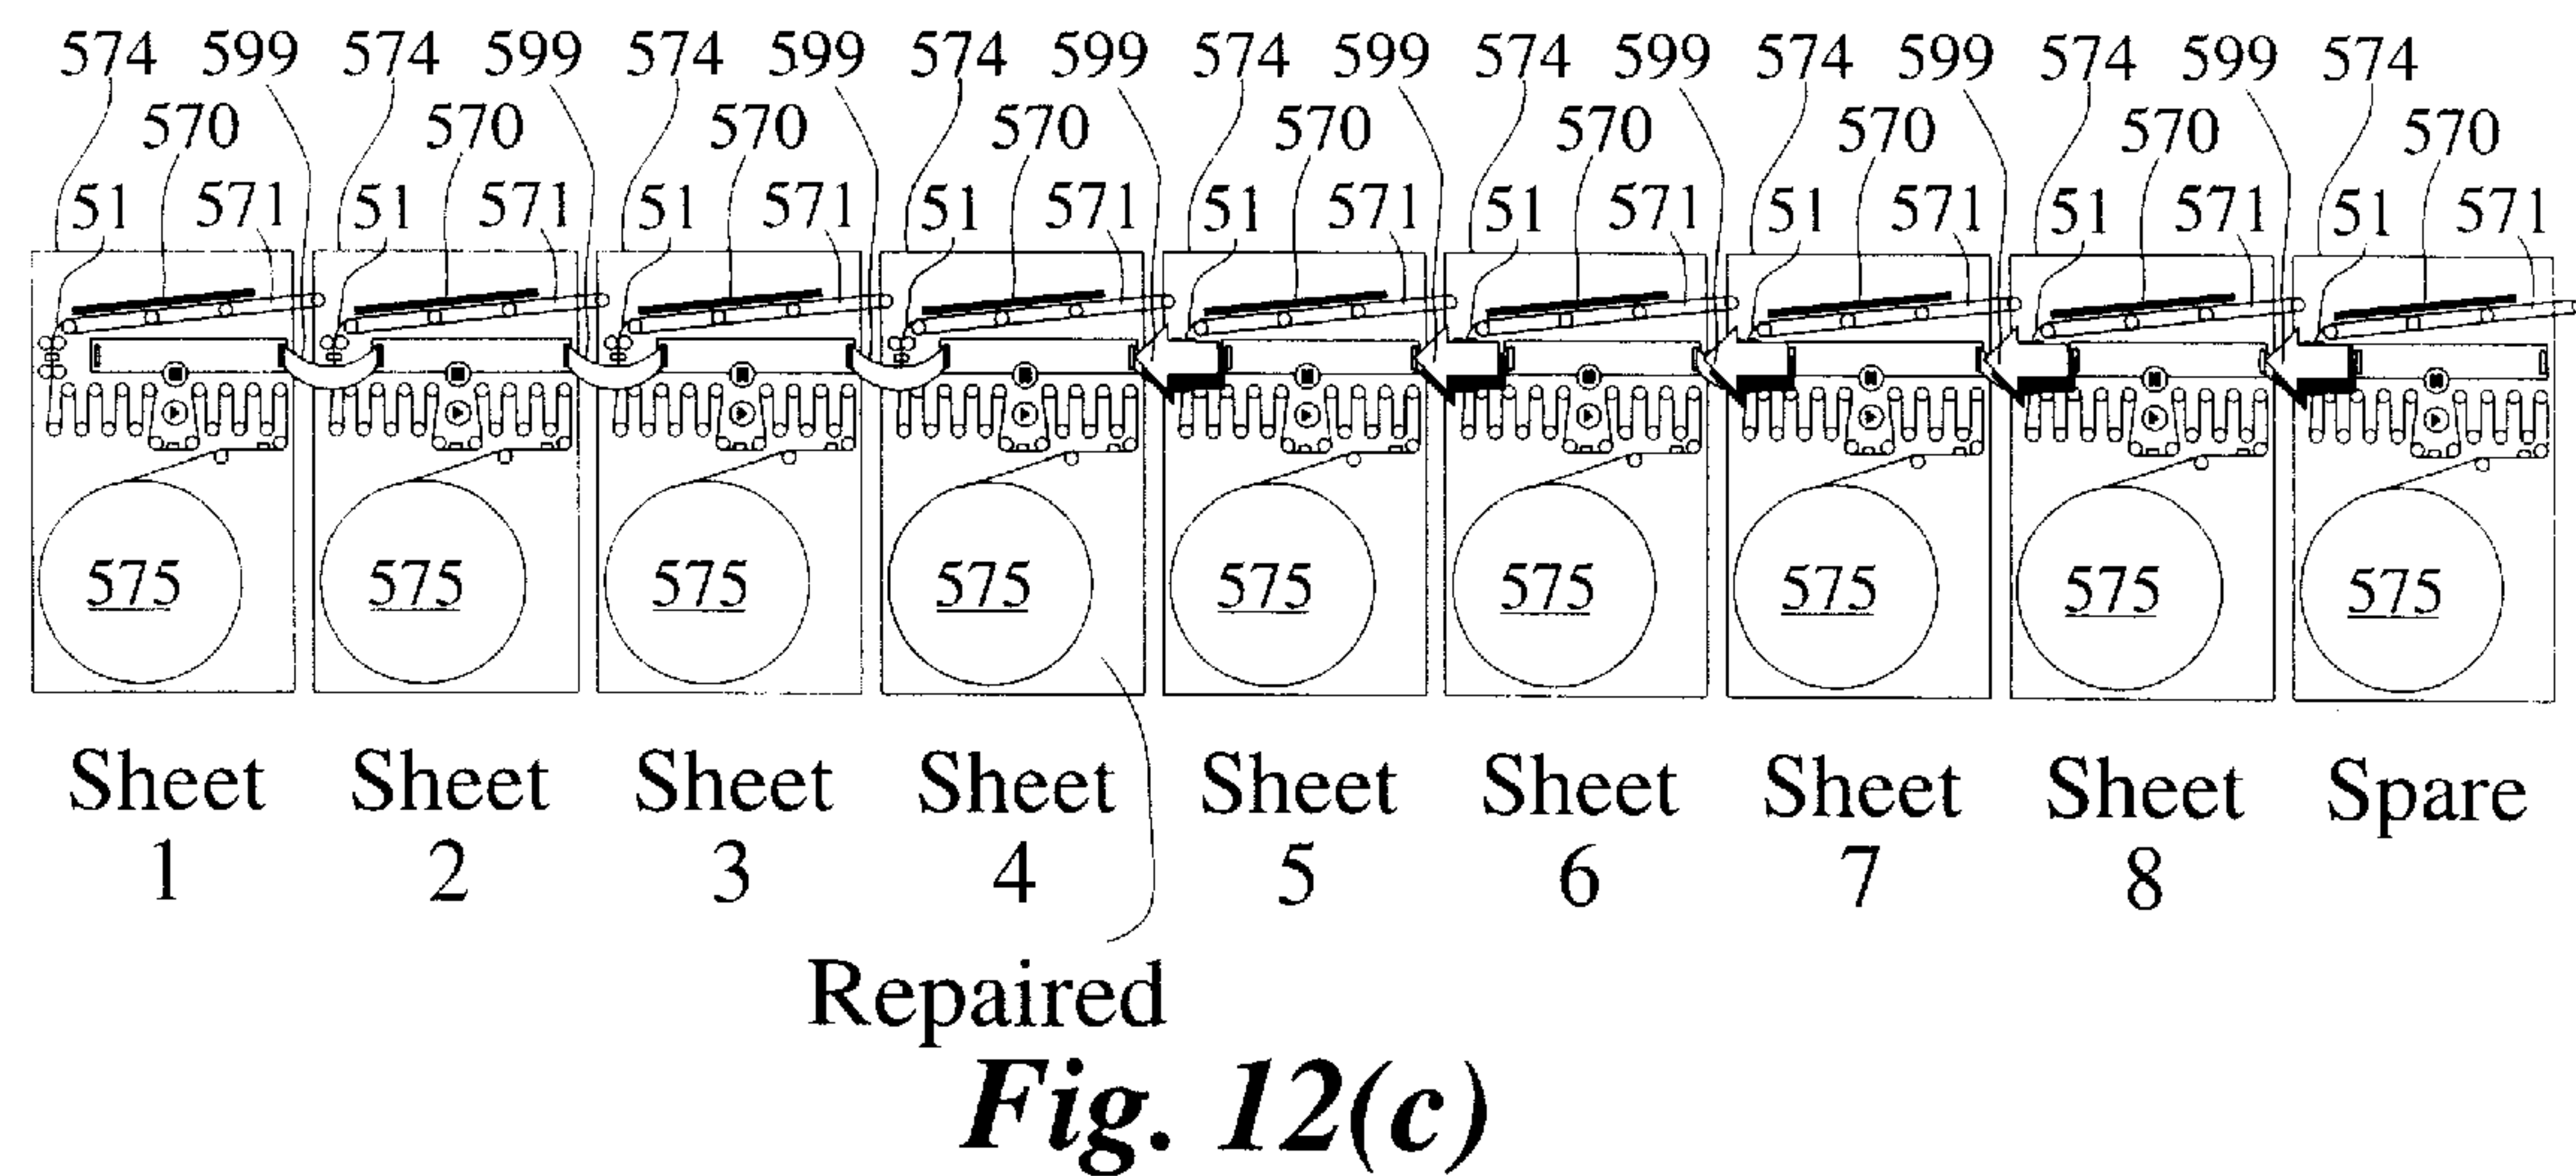 574 599 574 599 574 599 574 599 574 599 574 599 574 599 574 599 574
570 570 570 570 570 570 570 570 570
51 571 51 571 51 571 51 571 51 571 51 571 51 571 51 571 51 571
575 575 575 575 575 575 575 575 575
Sheet Sheet Sheet Sheet Sheet Sheet Sheet Sheet Spare
1 2 3 4 5 6 7 8
Repaired
Fig. 12(c)